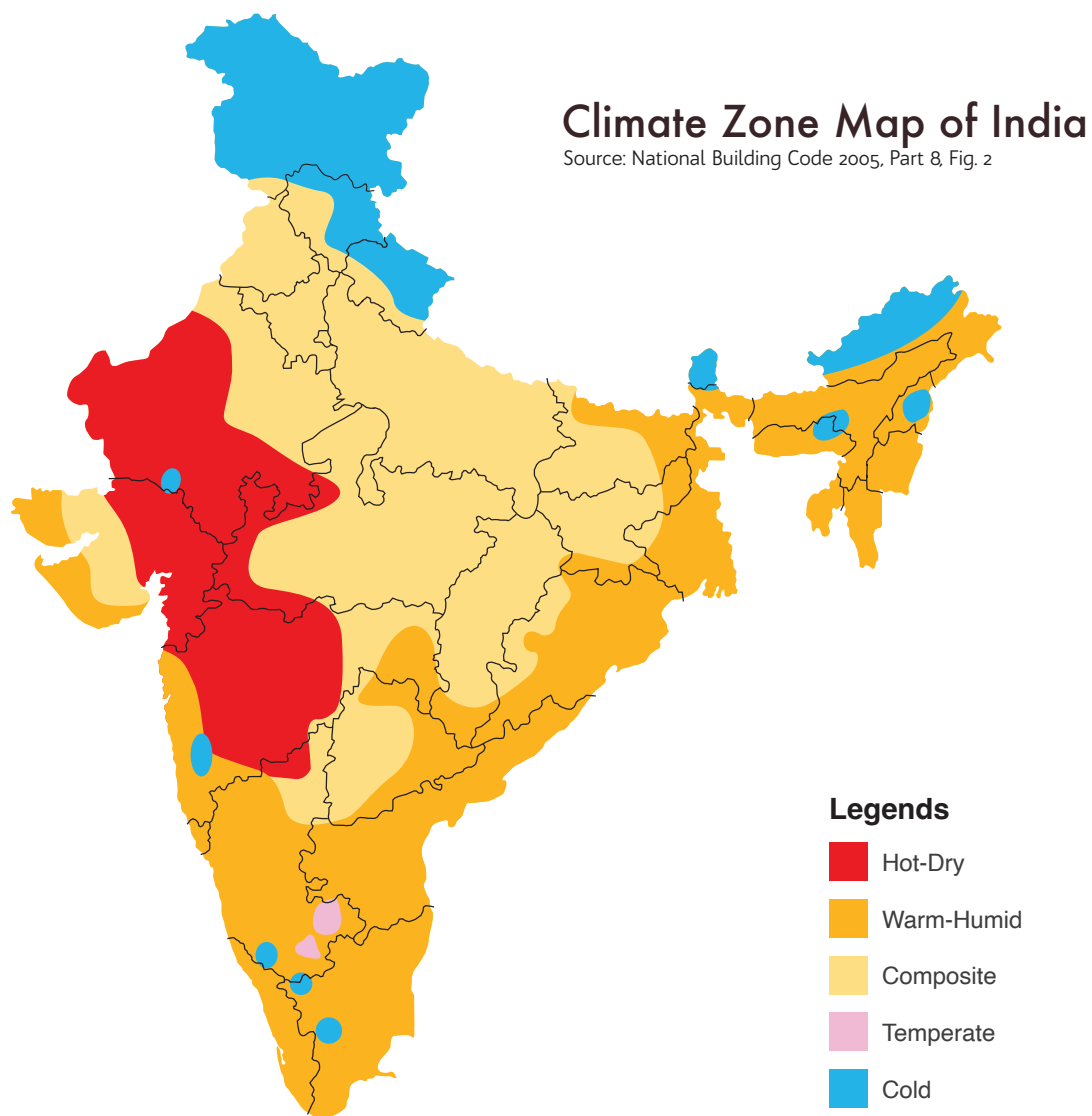 Climate Zone Map of India
Source: National Building Code 2005, Part 8, Fig. 2
Legends
Hot-Dry
Warm-Humid
Composite
Temperate
Cold